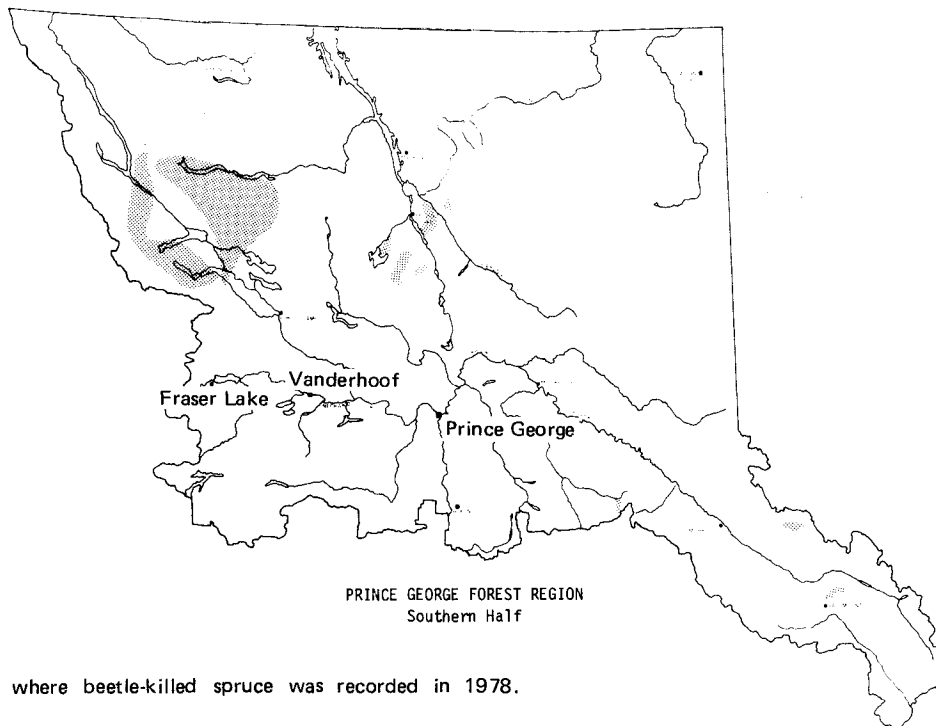 Vanderhoof
Fraser Lake
Prince George
PRINCE GEORGE FOREST REGION
Southern Half
where beetle-killed spruce was recorded in 1978.